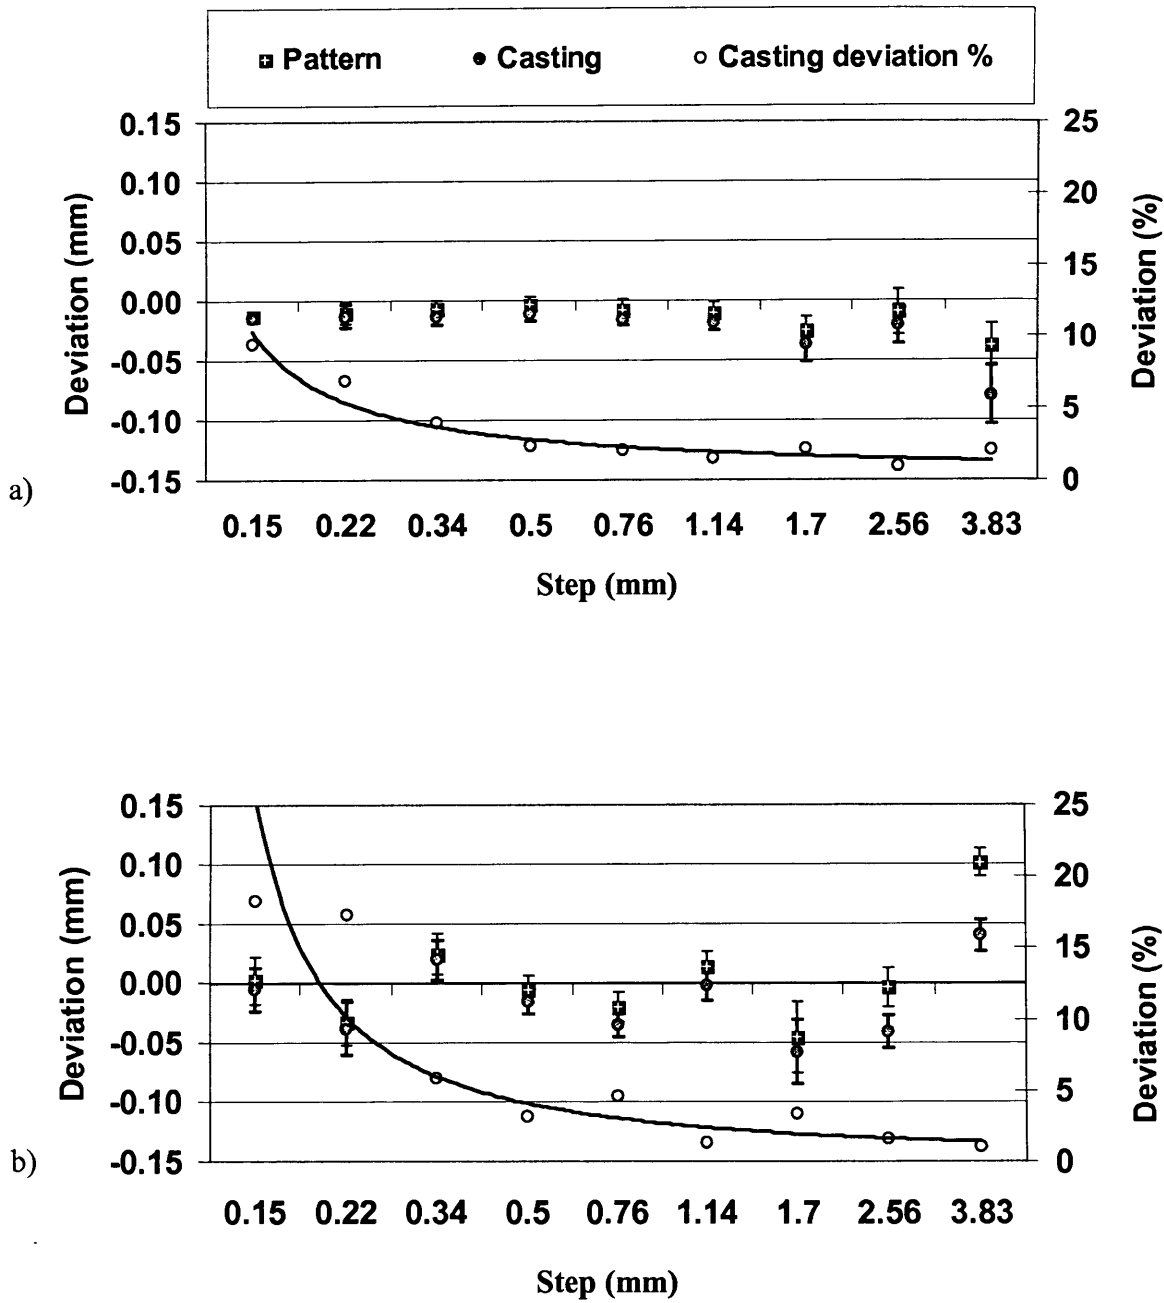 Pattern Casting Casting deviation %
0.15 25
0.10 20
0.05 15
0.00 10
-0.05 5
-0.10 0
-0.15
Deviation (mm)
Deviation (%)
a)
0.15 0.22 0.34 0.5 0.76 1.14 1.7 2.56 3.83
Step (mm)
0.15 25
0.10 20
0.05 15
0.00 10
-0.05 5
-0.10 0
-0.15
Deviation (mm)
Deviation (%)
b)
0.15 0.22 0.34 0.5 0.76 1.14 1.7 2.56 3.83
Step (mm)